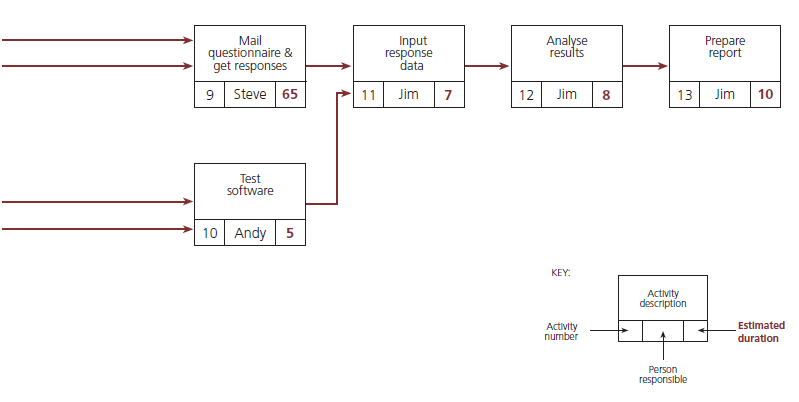 Mail
questionnaire &
get responses
9 Steve 65
Input
response
data
11 Jim 7
Analyse
results
12 Jim 8
Prepare
report
13 Jim 10
Test
software
10 Andy 5
KEY:
Activity
description
Activity
number
Estimated
duration
Person
responsible